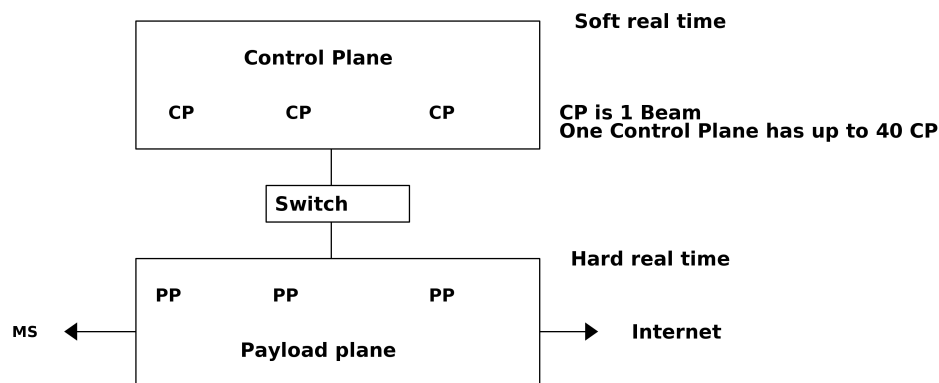 Soft real time
Control Plane
CP CP CP
CP is 1 Beam
One Control Plane has up to 40 CP
Switch
Hard real time
PP PP PP
MS
Internet
Payload plane